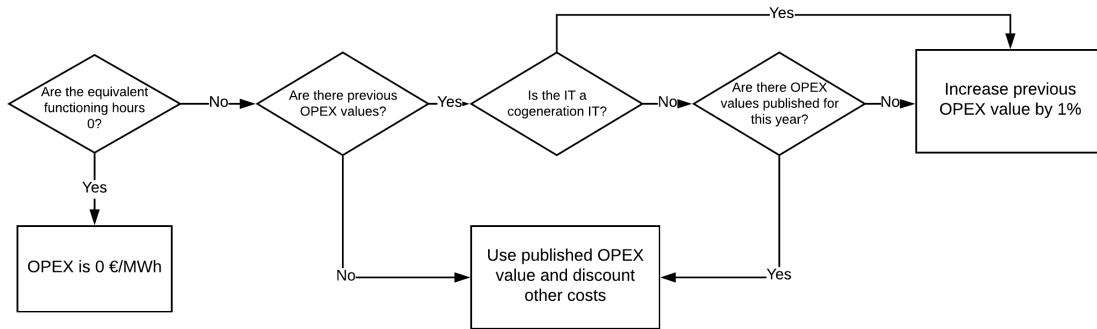 Yes
Are the equivalent
functioning hours
0?
No
Are there previous
OPEX values?
Yes
Is the IT a
cogeneration IT?
No
Are there OPEX
values published for
this year?
No
Increase previous
OPEX value by 1%
Yes
OPEX is 0 €/MWh
No
Use published OPEX
value and discount
other costs
Yes